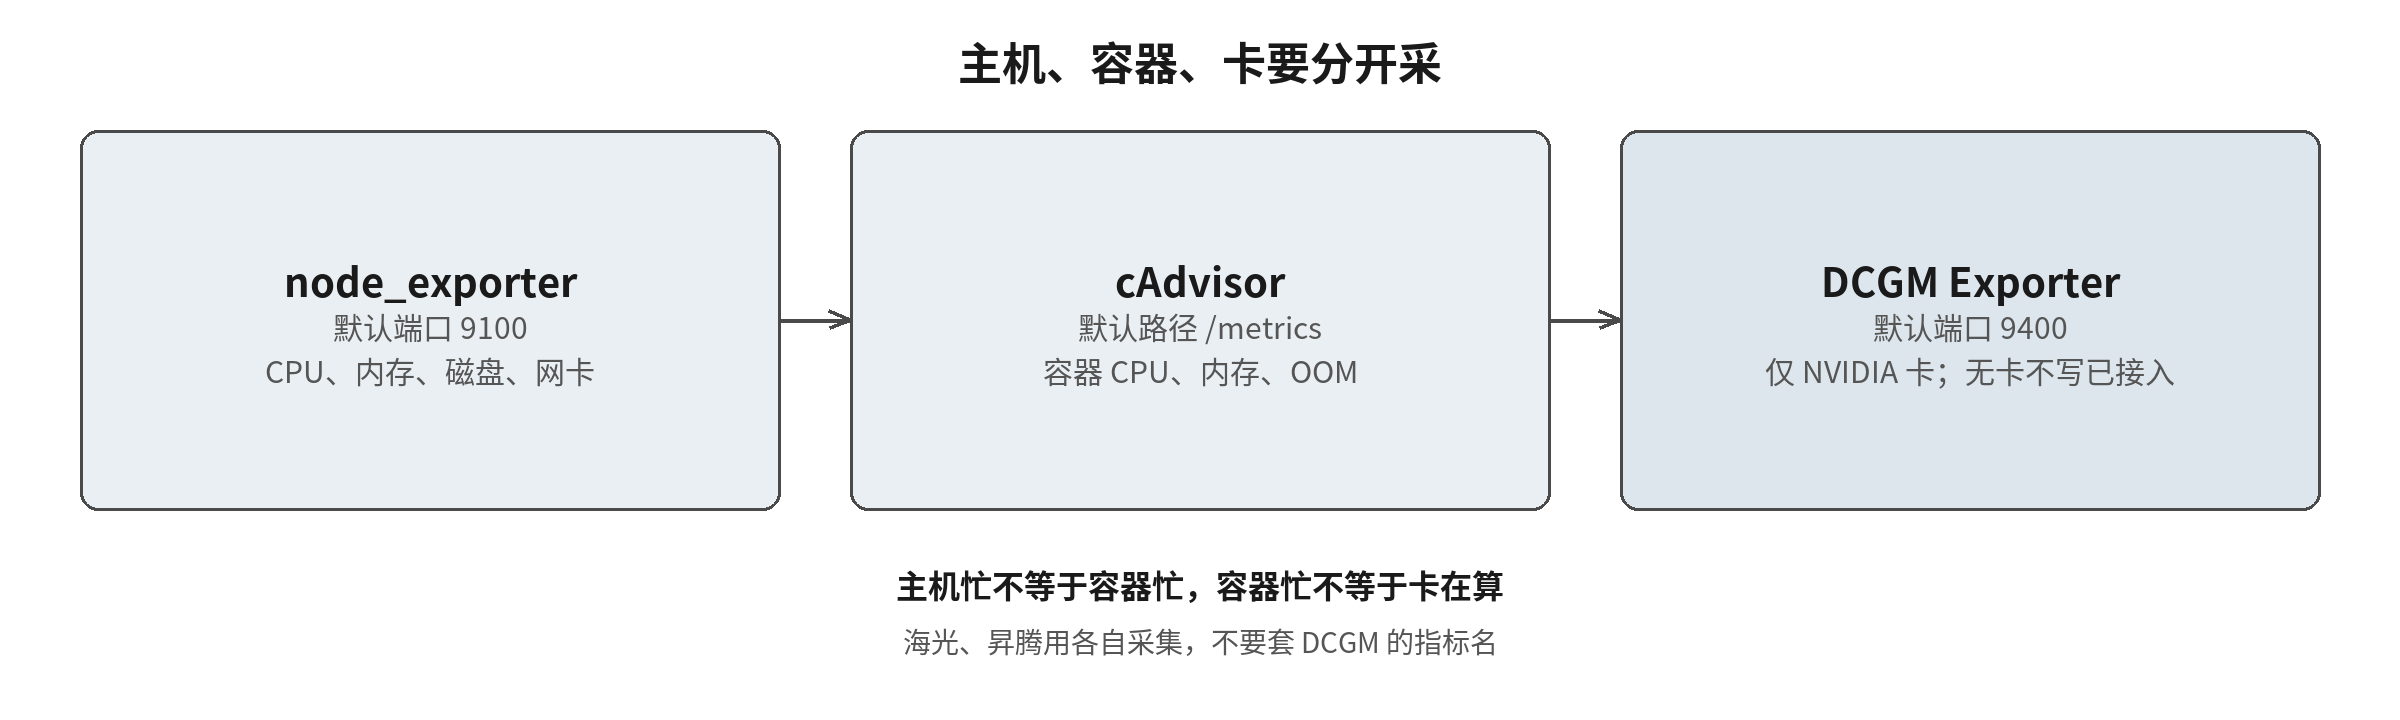 主机、容器、卡要分开采
node_exporter
默认端口 9100
CPU、内存、磁盘、网卡
cAdvisor
默认路径 /metrics
容器 CPU、内存、OOM
DCGM Exporter
默认端口 9400
仅 NVIDIA 卡；无卡不写已接入
主机忙不等于容器忙，容器忙不等于卡在算
海光、昇腾用各自采集，不要套 DCGM 的指标名